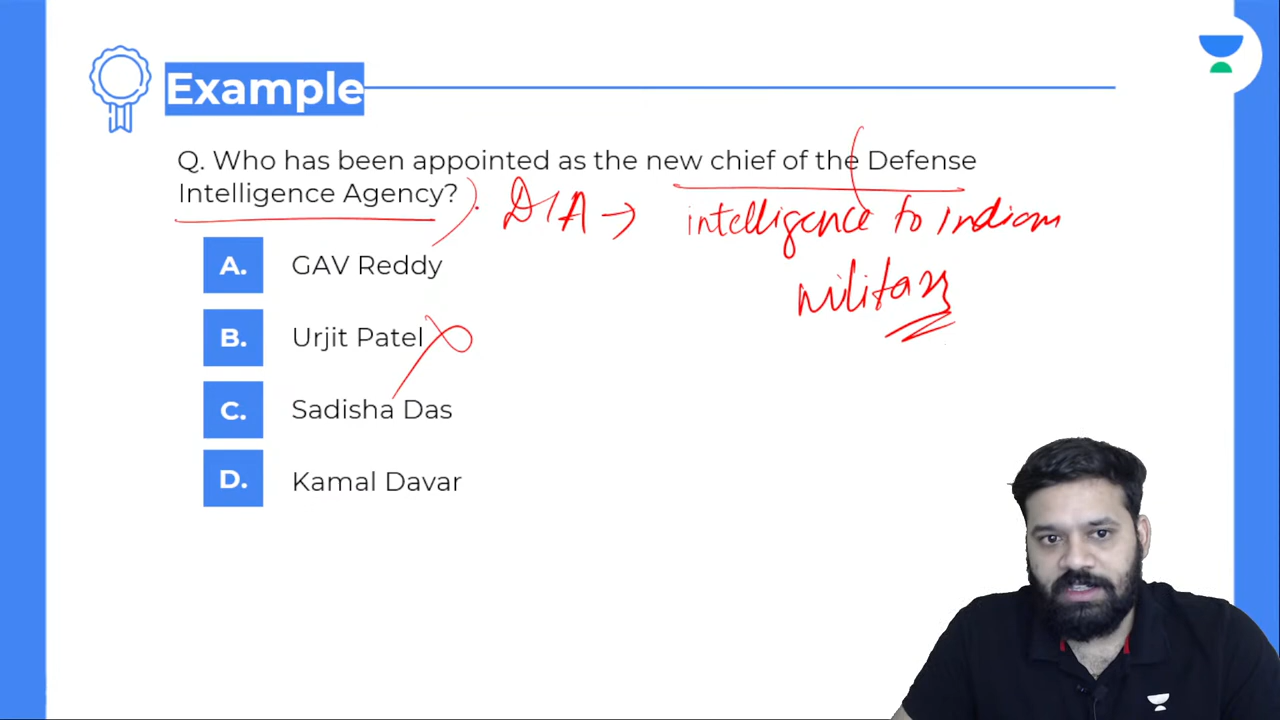 Example
Q. Who has been appointed as the new chief of the Defense
Intelligence Agency?
DIA → intelligence to Indian
military
A. GAV Reddy
B. Urjit Patel
C. Sadisha Das
D. Kamal Davar